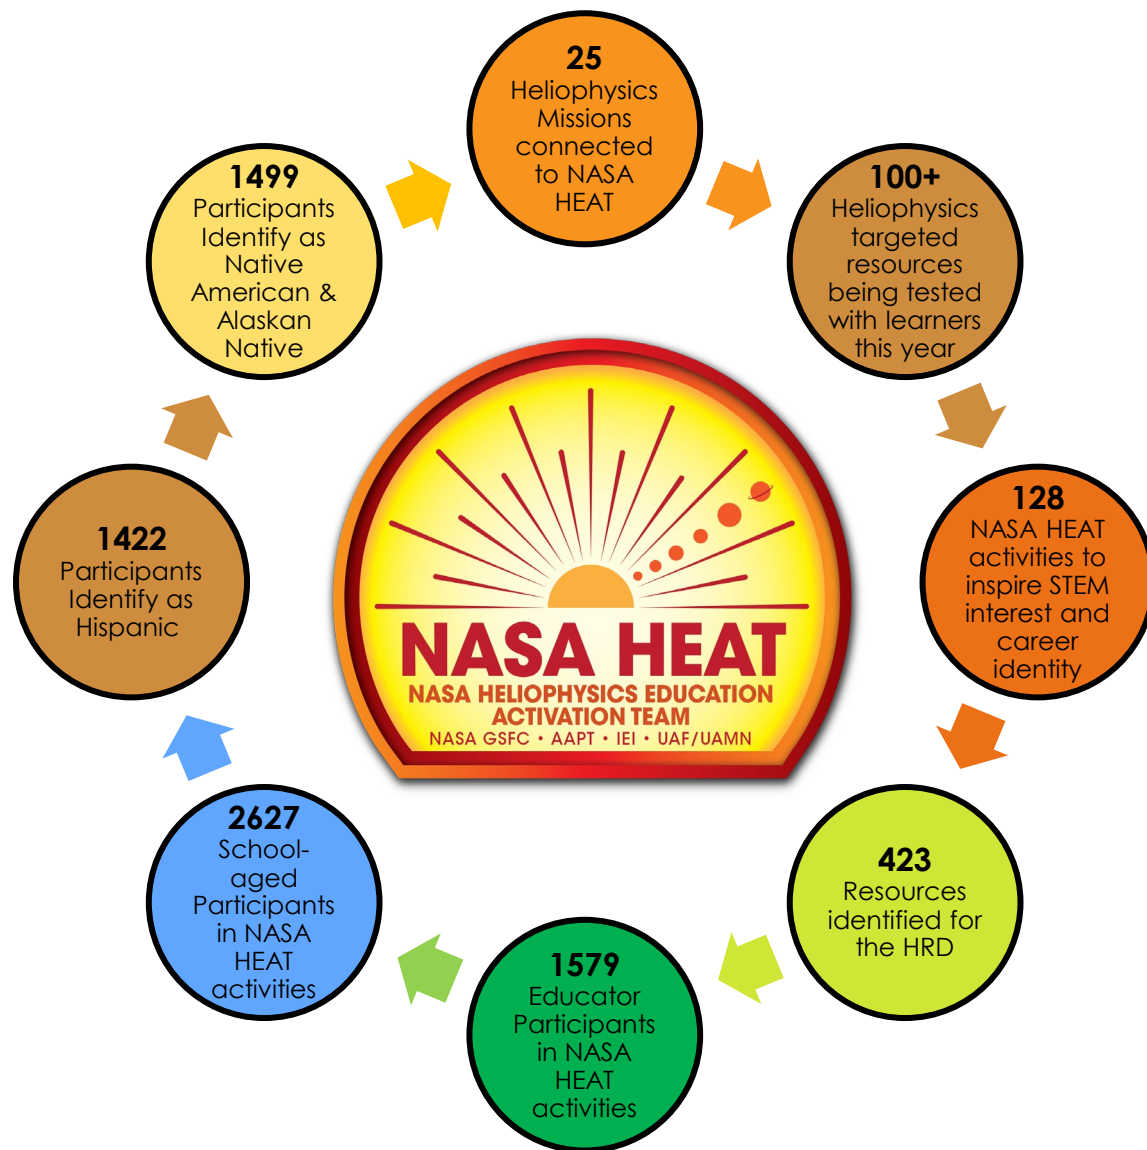 25
Heliophysics
Missions
connected
to NASA
HEAT
100+
Heliophysics
targeted
resources
being tested
with learners
this year
128
NASA HEAT
activities to
inspire STEM
interest and
career
identity
423
Resources
identified for
the HRD
1579
Educator
Participants
in NASA
HEAT
activities
2627
School-
aged
Participants
in NASA
HEAT
activities
1422
Participants
Identify as
Hispanic
1499
Participants
Identify as
Native
American &
Alaskan
Native
NASA HEAT
NASA HELIOPHYSICS EDUCATION
ACTIVATION TEAM
NASA GSFC • AAPT • IEI • UAF/UAMN